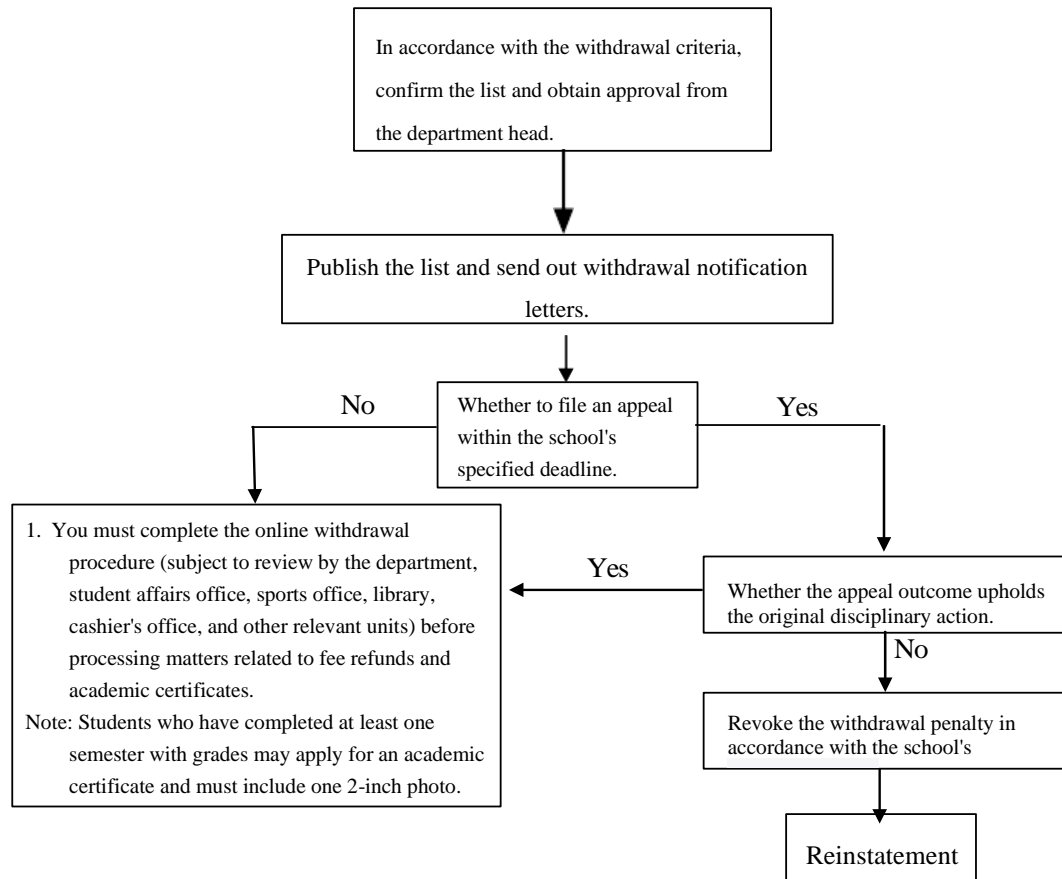 In accordance with the withdrawal criteria,
confirm the list and obtain approval from
the department head.
Publish the list and send out withdrawal notification
letters.
No
Whether to file an appeal
within the school's
specified deadline.
Yes
1. You must complete the online withdrawal
procedure (subject to review by the department,
student affairs office, sports office, library,
cashier's office, and other relevant units) before
processing matters related to fee refunds and
academic certificates.
Note: Students who have completed at least one
semester with grades may apply for an academic
certificate and must include one 2-inch photo.
Yes
Whether the appeal outcome upholds
the original disciplinary action.
No
Revoke the withdrawal penalty in
accordance with the school's
Reinstatement